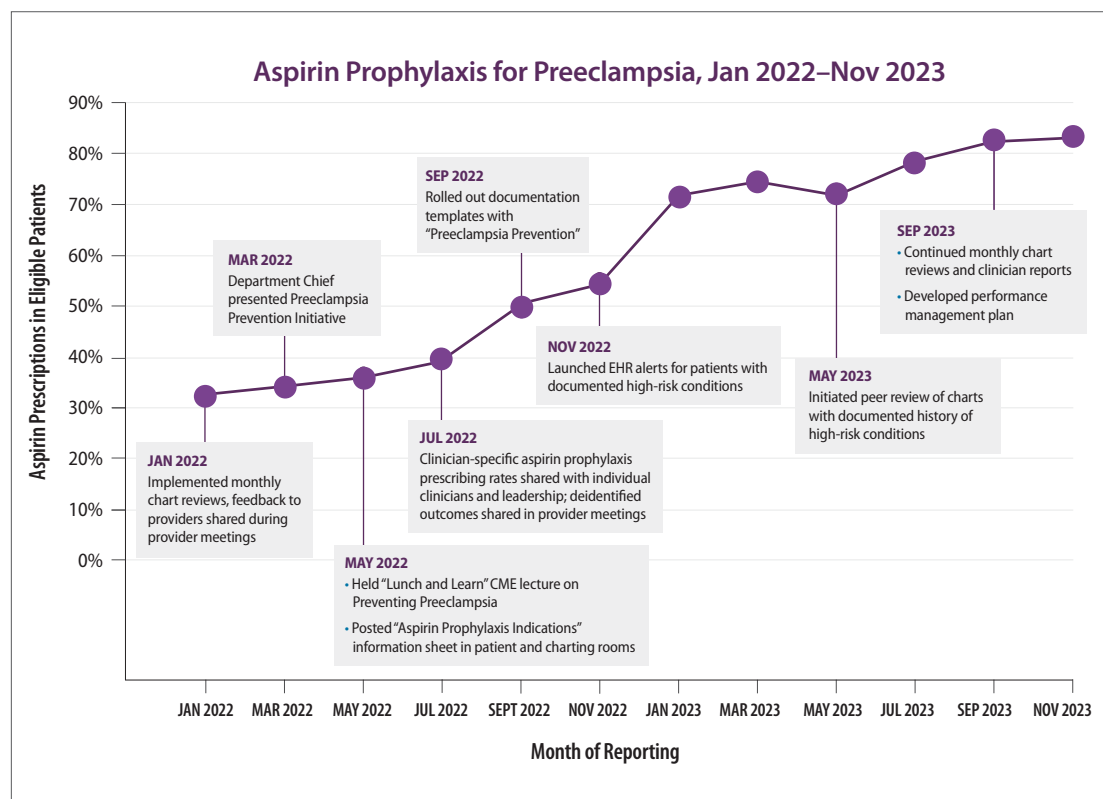 Aspirin Prophylaxis for Preeclampsia, Jan 2022–Nov 2023
Aspirin Prescriptions in Eligible Patients
90%
80%
70%
60%
50%
40%
30%
20%
10%
0%
JAN 2022
Implemented monthly
chart reviews, feedback to
providers shared during
provider meetings
MAR 2022
Department Chief
presented Preeclampsia
Prevention Initiative
MAY 2022
• Held “Lunch and Learn” CME lecture on
Preventing Preeclampsia
• Posted “Aspirin Prophylaxis Indications”
information sheet in patient and charting rooms
JUL 2022
Clinician-specific aspirin prophylaxis
prescribing rates shared with individual
clinicians and leadership; deidentified
outcomes shared in provider meetings
SEP 2022
Rolled out documentation
templates with
“Preeclampsia Prevention”
NOV 2022
Launched EHR alerts for patients with
documented high-risk conditions
MAY 2023
Initiated peer review of charts
with documented history of
high-risk conditions
SEP 2023
• Continued monthly chart
reviews and clinician reports
• Developed performance
management plan
JAN 2022
MAR 2022
MAY 2022
JUL 2022
SEPT 2022
NOV 2022
JAN 2023
MAR 2023
MAY 2023
JUL 2023
SEP 2023
NOV 2023
Month of Reporting